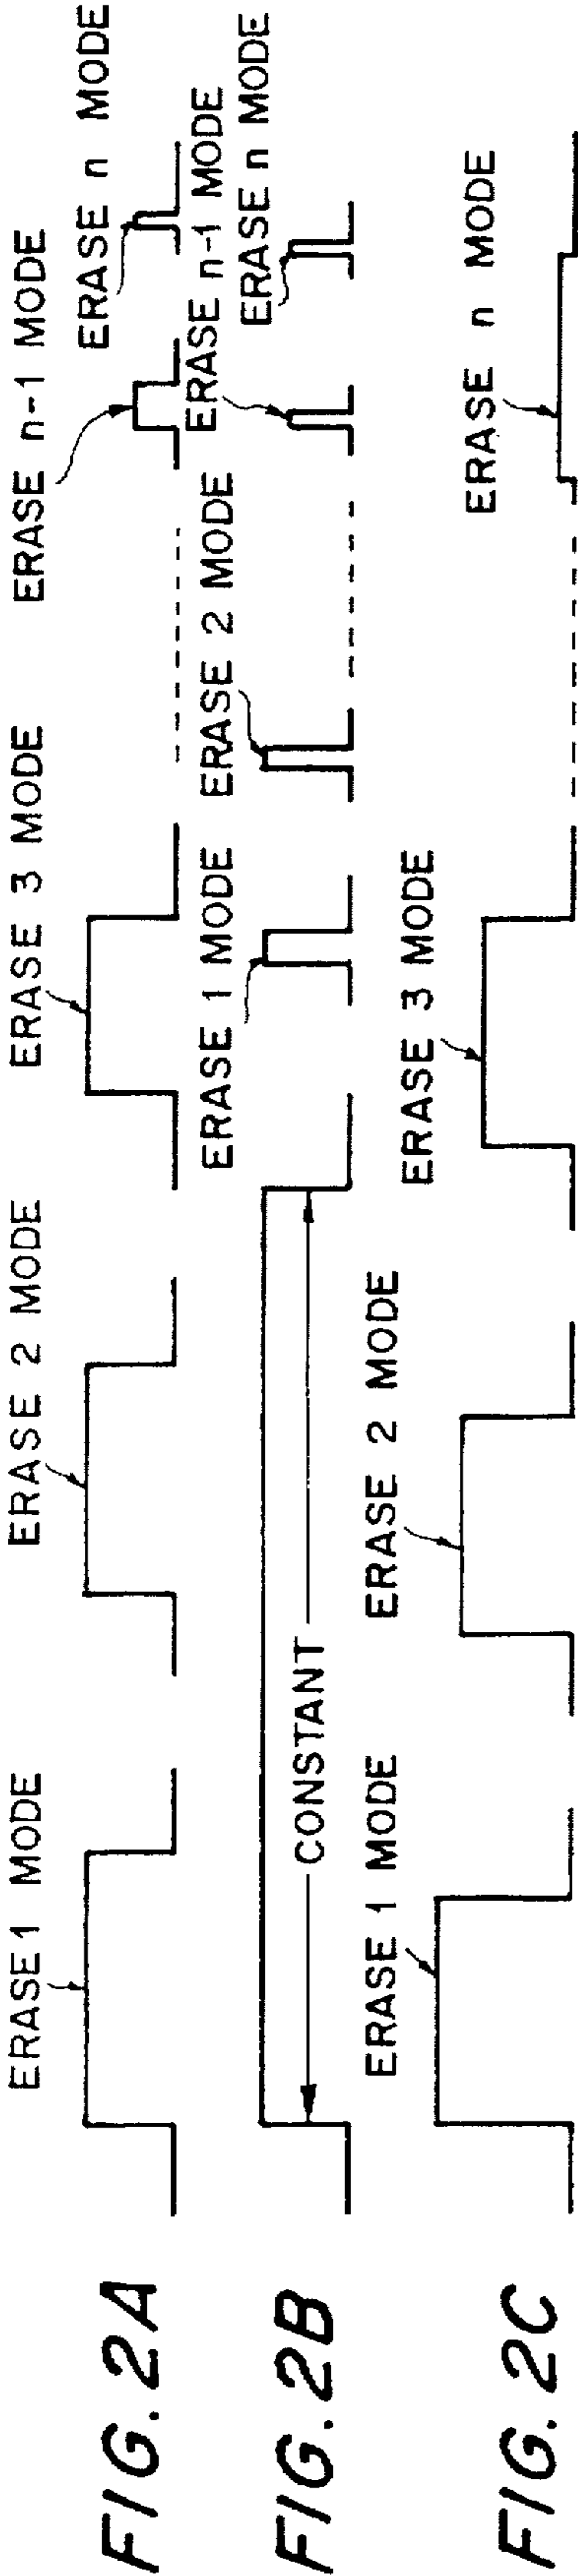 FIG. 2A
ERASE 1 MODE
ERASE 2 MODE
ERASE 3 MODE
ERASE n-1 MODE
ERASE n MODE
FIG. 2B
CONSTANT
ERASE 1 MODE
ERASE 2 MODE
ERASE n-1 MODE
ERASE n MODE
FIG. 2C
ERASE 1 MODE
ERASE 2 MODE
ERASE 3 MODE
ERASE n MODE